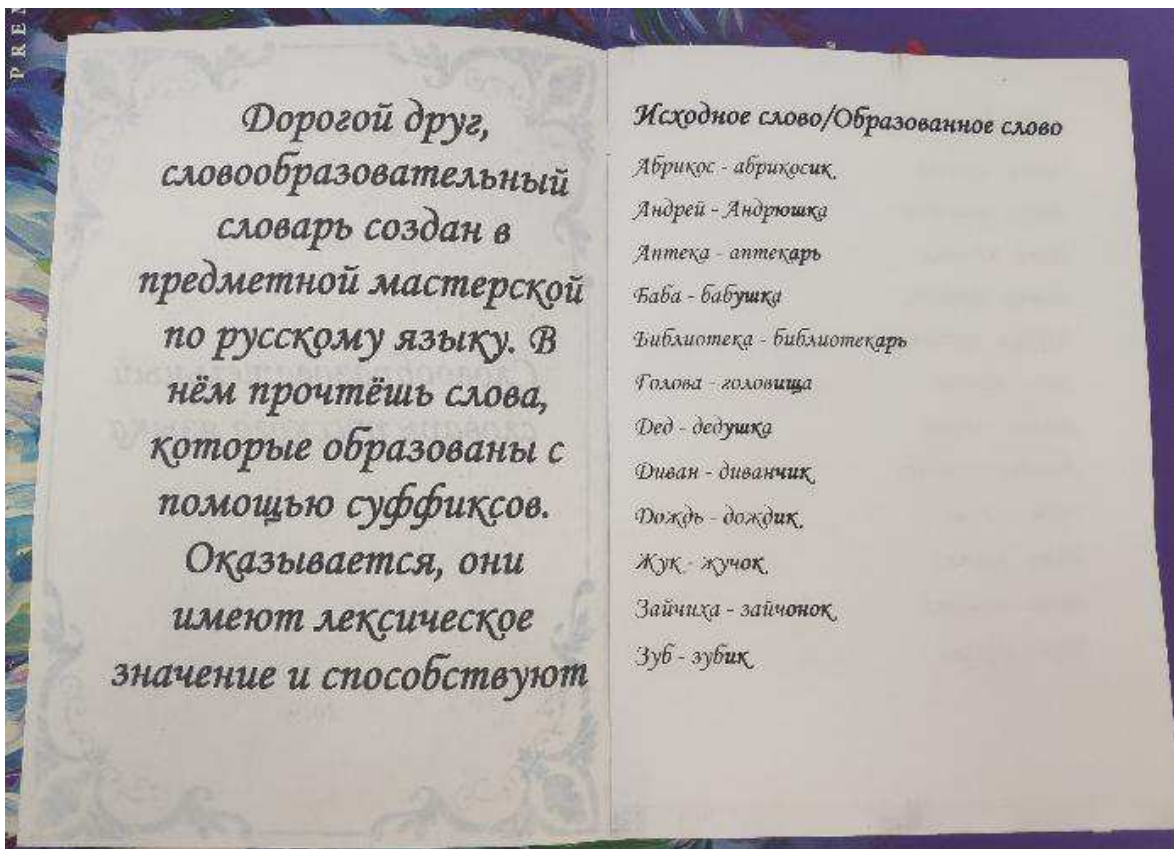 Дорогой друг,
словообразовательный
словарь создан в
предметной мастерской
по русскому языку. В
нём прочтёшь слова,
которые образованы с
помощью суффиксов.
Оказывается, они
имеют лексическое
значение и способствуют
Исходное слово/Образованное слово
Абрикос - абрикосик
Андрей - Андрюшка
Аптека - аптекарь
Баба - бабушка
Библиотека - библиотекарь
Голова - головища
Дед - дедушка
Диван - диванчик
Дождь - дождик
Жук - жучок
Зайчиха - зайчонок
Зуб - зубик